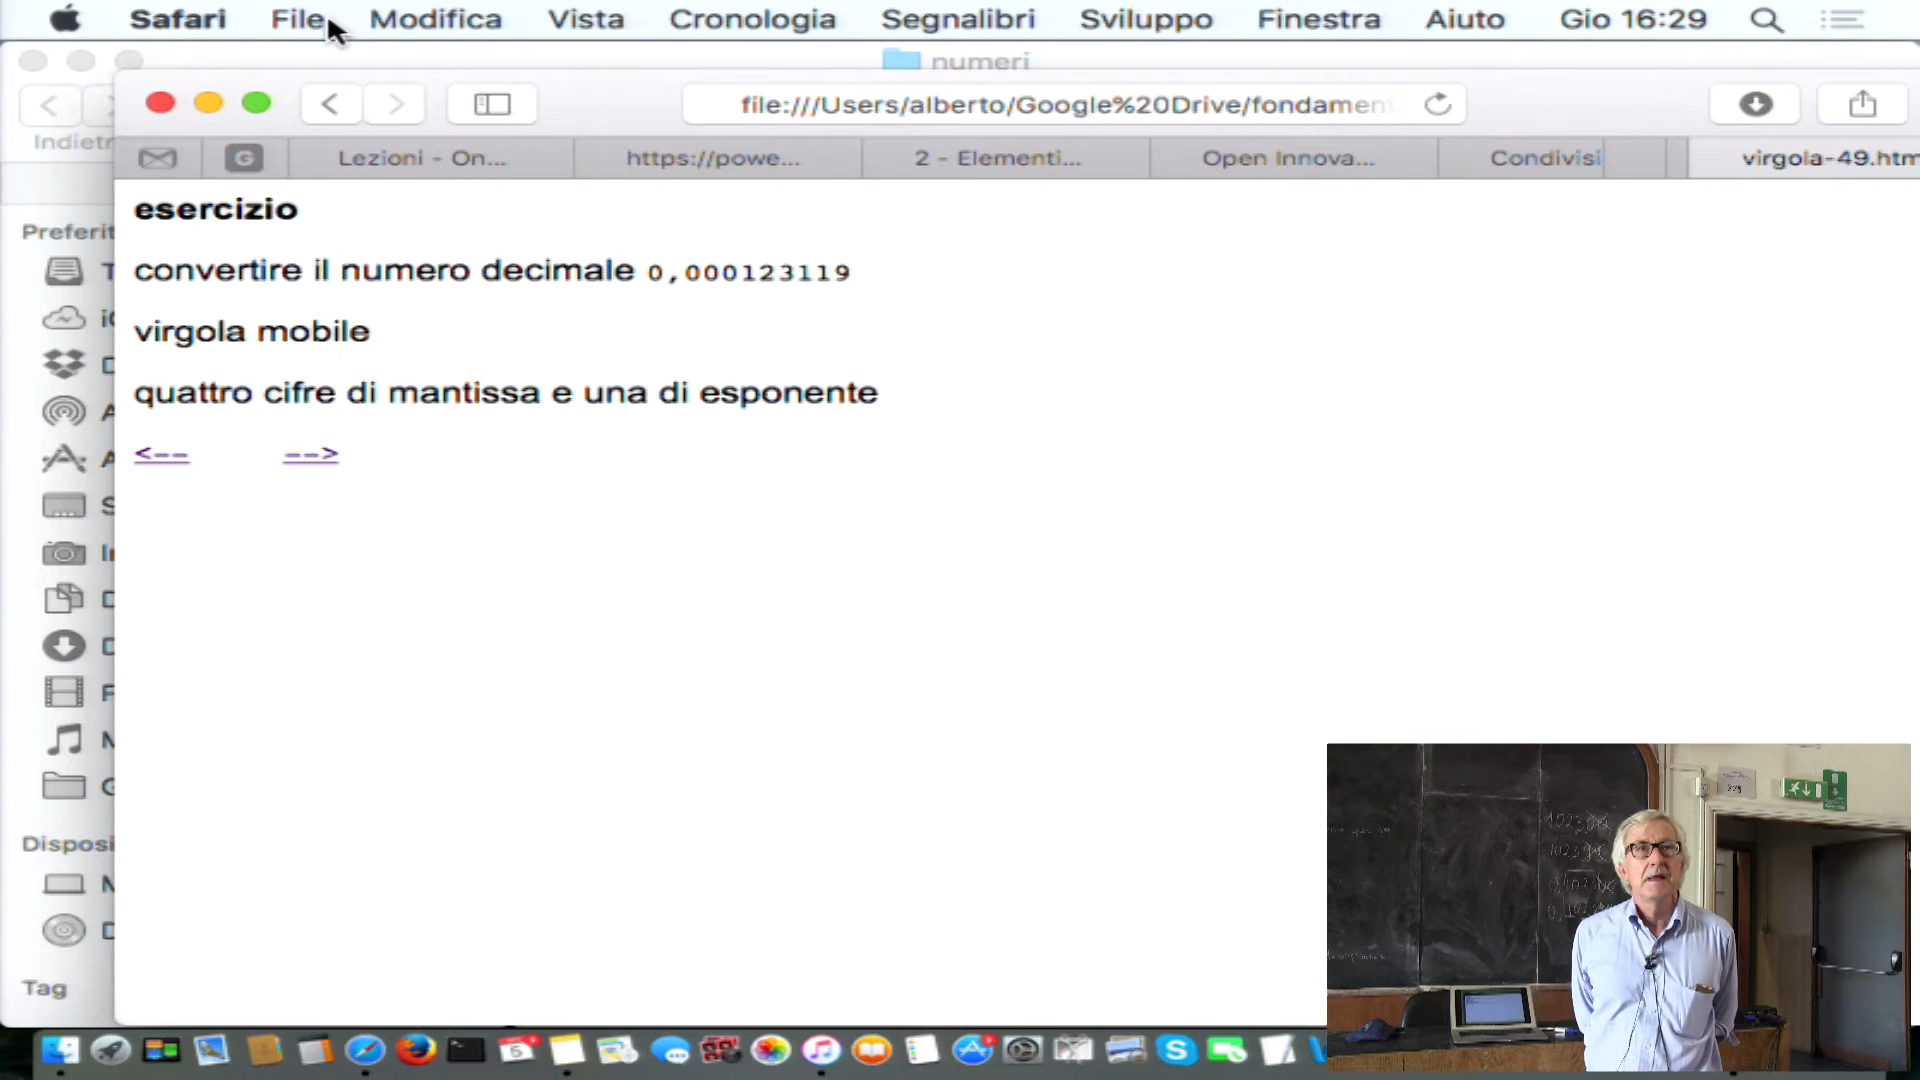 Safari File Modifica Vista Cronologia Segnalibri Sviluppo Finestra Aiuto Gio 16:29
numeri
file:///Users/alberto/Google%20Drive/fondament
Indietr
G Lezioni - On... https://powe... 2 - Elementi... Open Innova... Condivisi virgola-49.htm
Preferit
esercizio
convertire il numero decimale 0,000123119
virgola mobile
quattro cifre di mantissa e una di esponente
<-- -->
Disposi
Tag